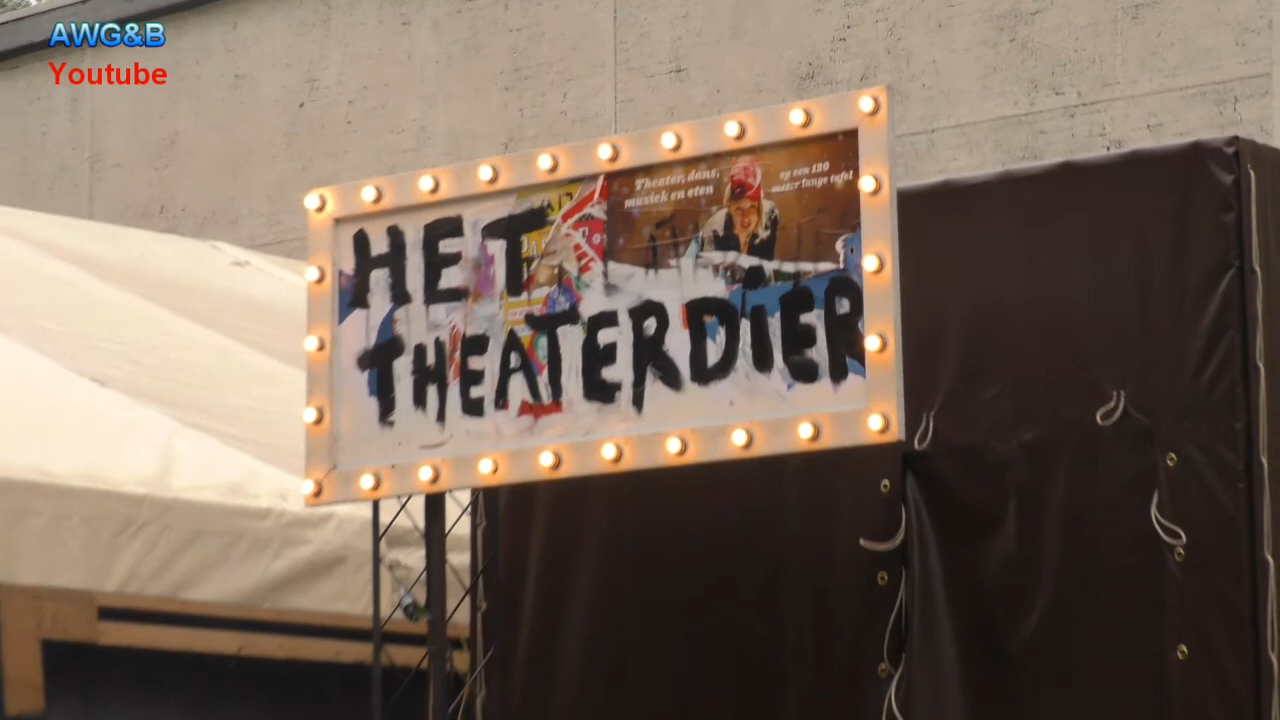 AWG&B
Youtube
Theater, dans,
muziek en eten
op een 120
meter lange tafel
HET
THEATERDIER